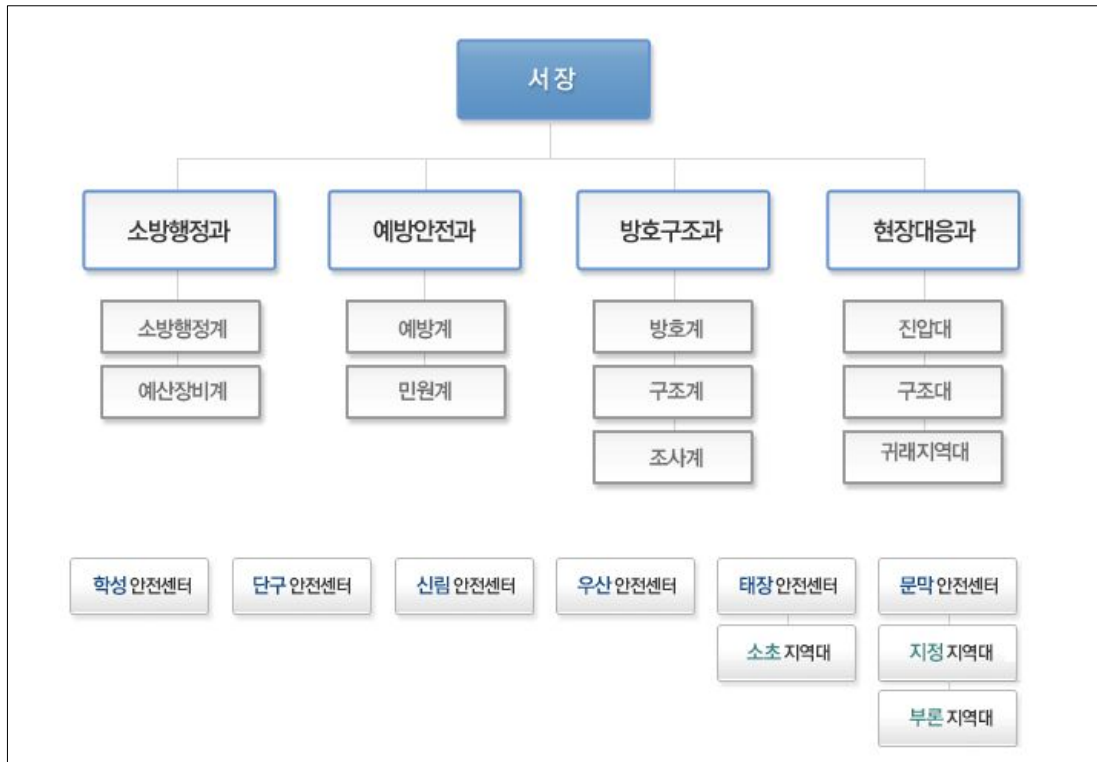 서장
소방행정과
예방안전과
방호구조과
현장대응과
소방행정계
예방계
방호계
진압대
예산장비계
민원계
구조계
구조대
조사계
귀래지역대
학성 안전센터
단구 안전센터
신림 안전센터
우산 안전센터
태장 안전센터
문막 안전센터
소초 지역대
지정 지역대
부론 지역대